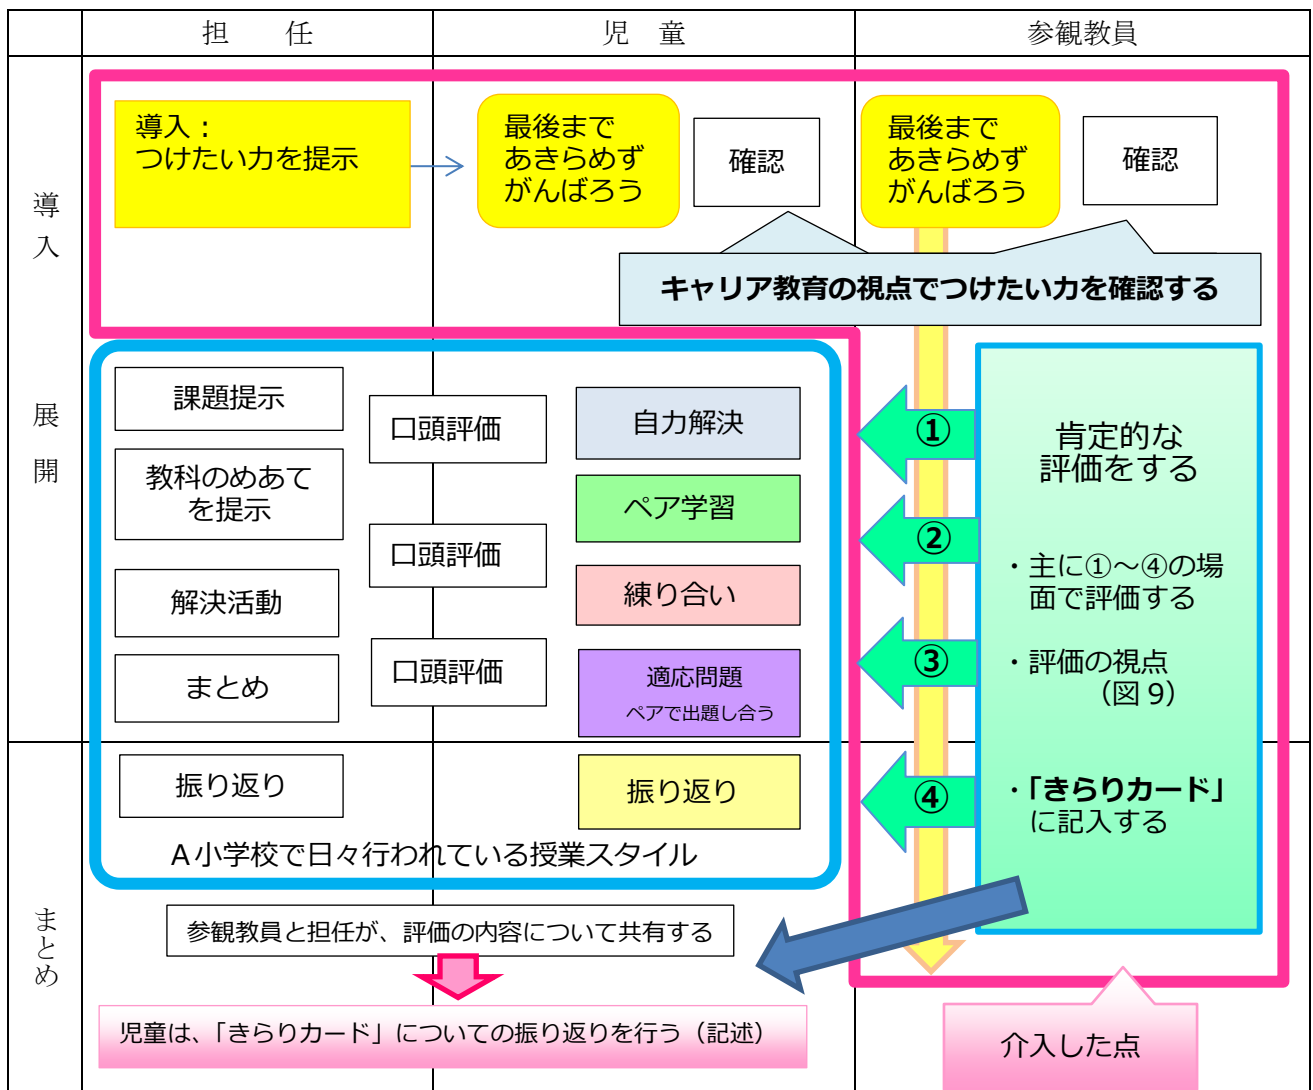 担　任
児　童
参観教員
導入
導入：
つけたい力を提示
最後まで
あきらめず
がんばろう
確認
最後まで
あきらめず
がんばろう
確認
キャリア教育の視点でつけたい力を確認する
展開
課題提示
教科のめあて
を提示
解決活動
まとめ
口頭評価
口頭評価
口頭評価
自力解決
ペア学習
練り合い
適応問題
ペアで出題し合う
①
②
③
④
肯定的な
評価をする
・主に①～④の場
面で評価する
・評価の視点
（図 9）
・「きらりカード」
に記入する
まとめ
振り返り
振り返り
A 小学校で日々行われている授業スタイル
参観教員と担任が、評価の内容について共有する
児童は、「きらりカード」についての振り返りを行う（記述）
介入した点